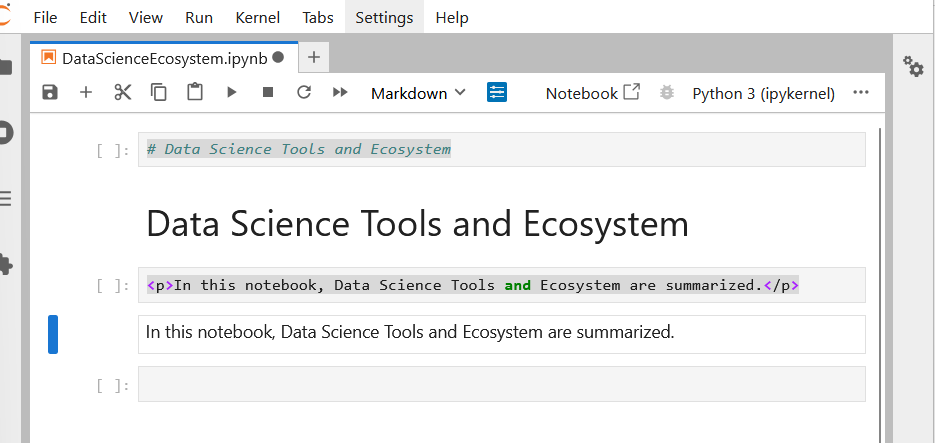 File Edit View Run Kernel Tabs Settings Help
DataScienceEcosystem.ipynb
Markdown Notebook Python 3 (ipykernel)
[ ]: # Data Science Tools and Ecosystem
Data Science Tools and Ecosystem
[ ]: <p>In this notebook, Data Science Tools and Ecosystem are summarized.</p>
In this notebook, Data Science Tools and Ecosystem are summarized.
[ ]: